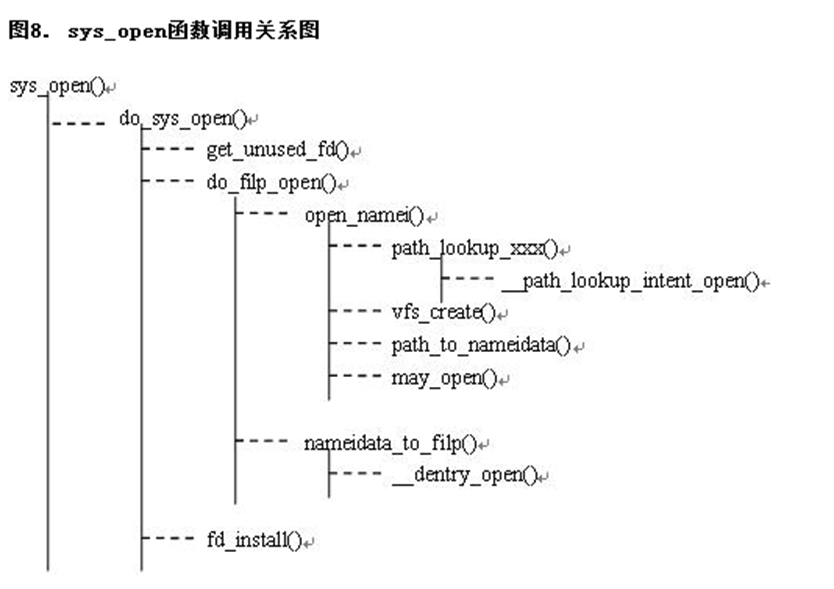 图8. sys_open函数调用关系图
sys_open()↵
do_sys_open()↵
get_unused_fd()↵
do_filp_open()↵
open_namei()↵
path_lookup_xxx()↵
__path_lookup_intent_open()↵
vfs_create()↵
path_to_nameidata()↵
may_open()↵
nameidata_to_filp()↵
__dentry_open()↵
fd_install()↵